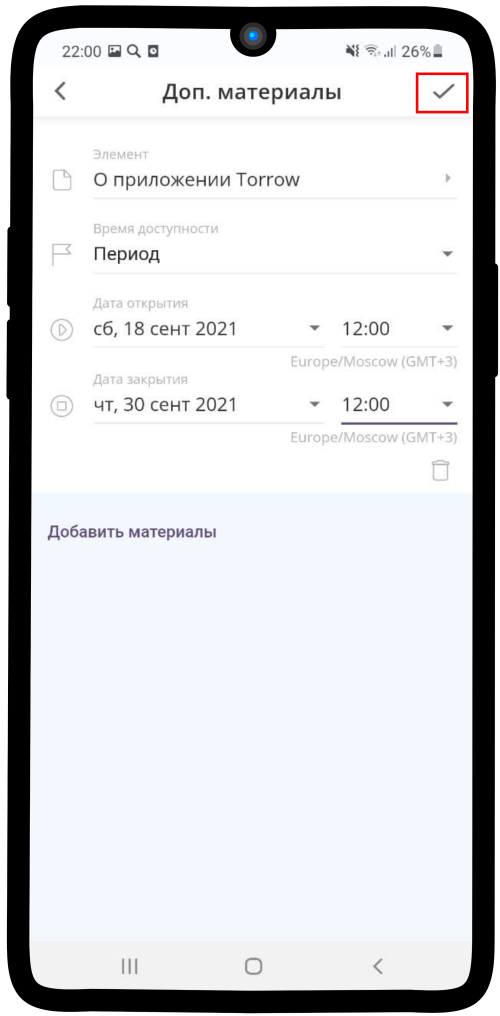 22:00 26%
Доп. материалы
Элемент
О приложении Torrow
Время доступности
Период
Дата открытия
сб, 18 сент 2021 12:00
Europe/Moscow (GMT+3)
Дата закрытия
чт, 30 сент 2021 12:00
Europe/Moscow (GMT+3)
Добавить материалы